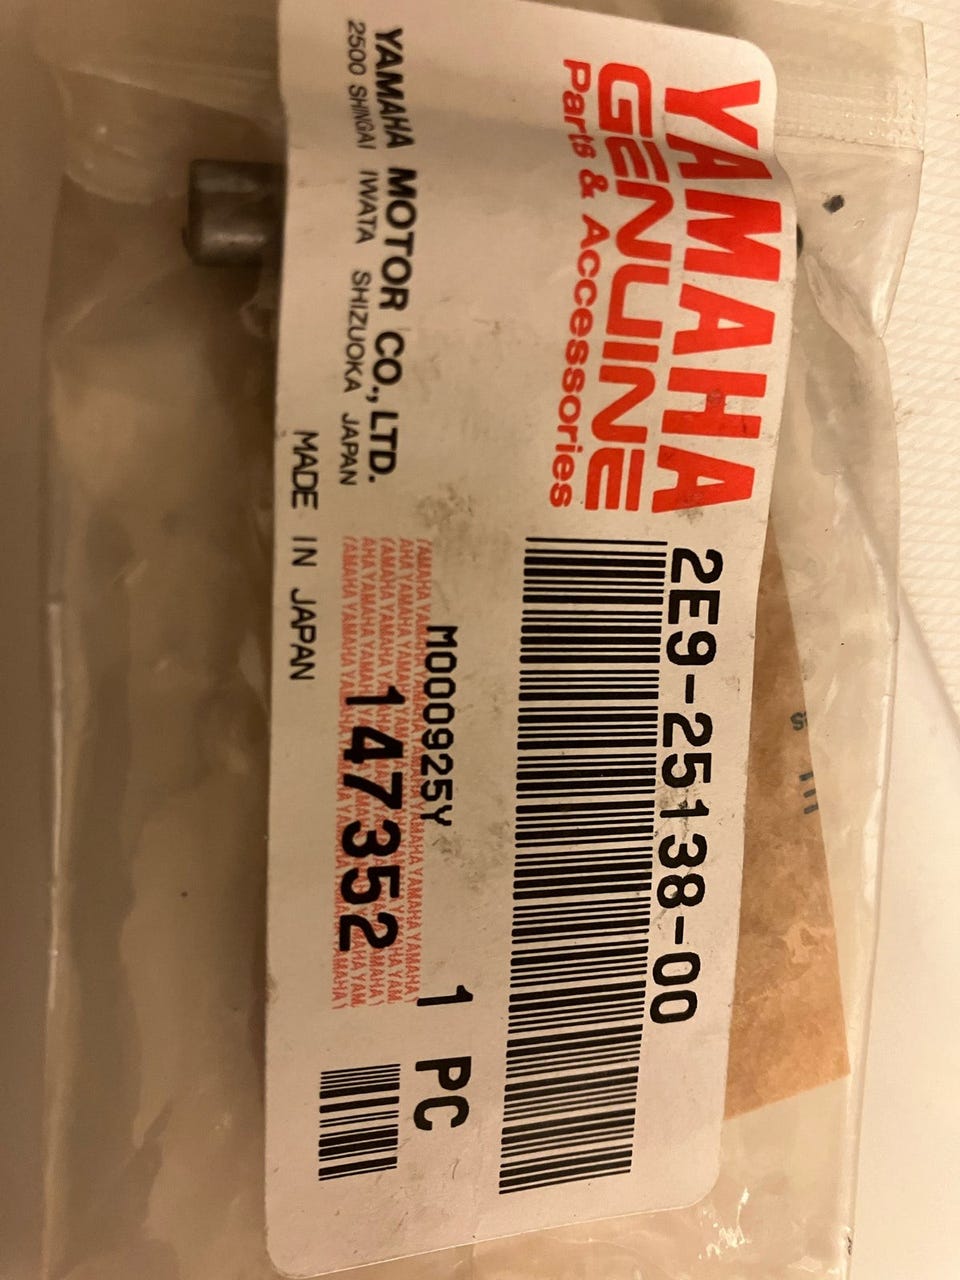 YAMAHA
GENUINE
Parts & Accessories
2E9-25138-00
M000925Y
1 PC
147352
YAMAHA MOTOR CO., LTD.
2500 SHINGAI IWATA SHIZUOKA JAPAN
MADE IN JAPAN